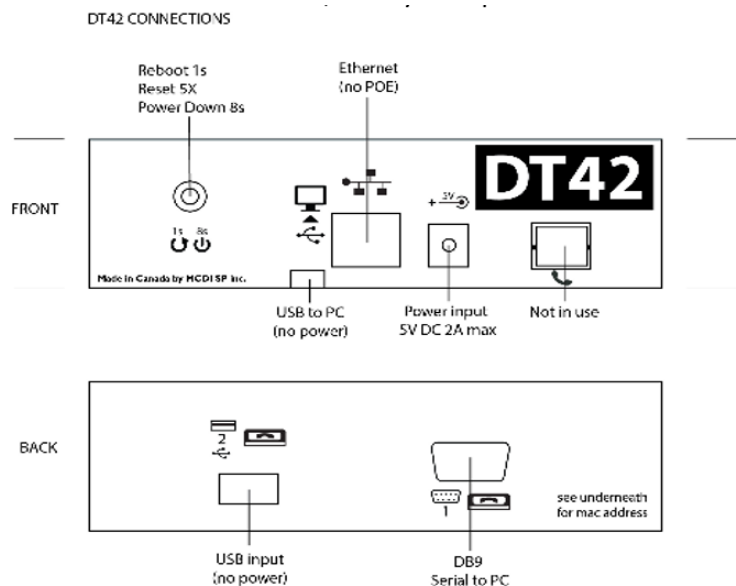 DT42 CONNECTIONS
Reboot 1s
Reset 5X
Power Down 8s
Ethernet
(no POE)
FRONT
DT42
+ 5V
1s 8s
Made in Canada by MCDI SP Inc.
USB to PC
(no power)
Power input
5V DC 2A max
Not in use
BACK
2
1
see underneath
for mac address
USB input
(no power)
DB9
Serial to PC